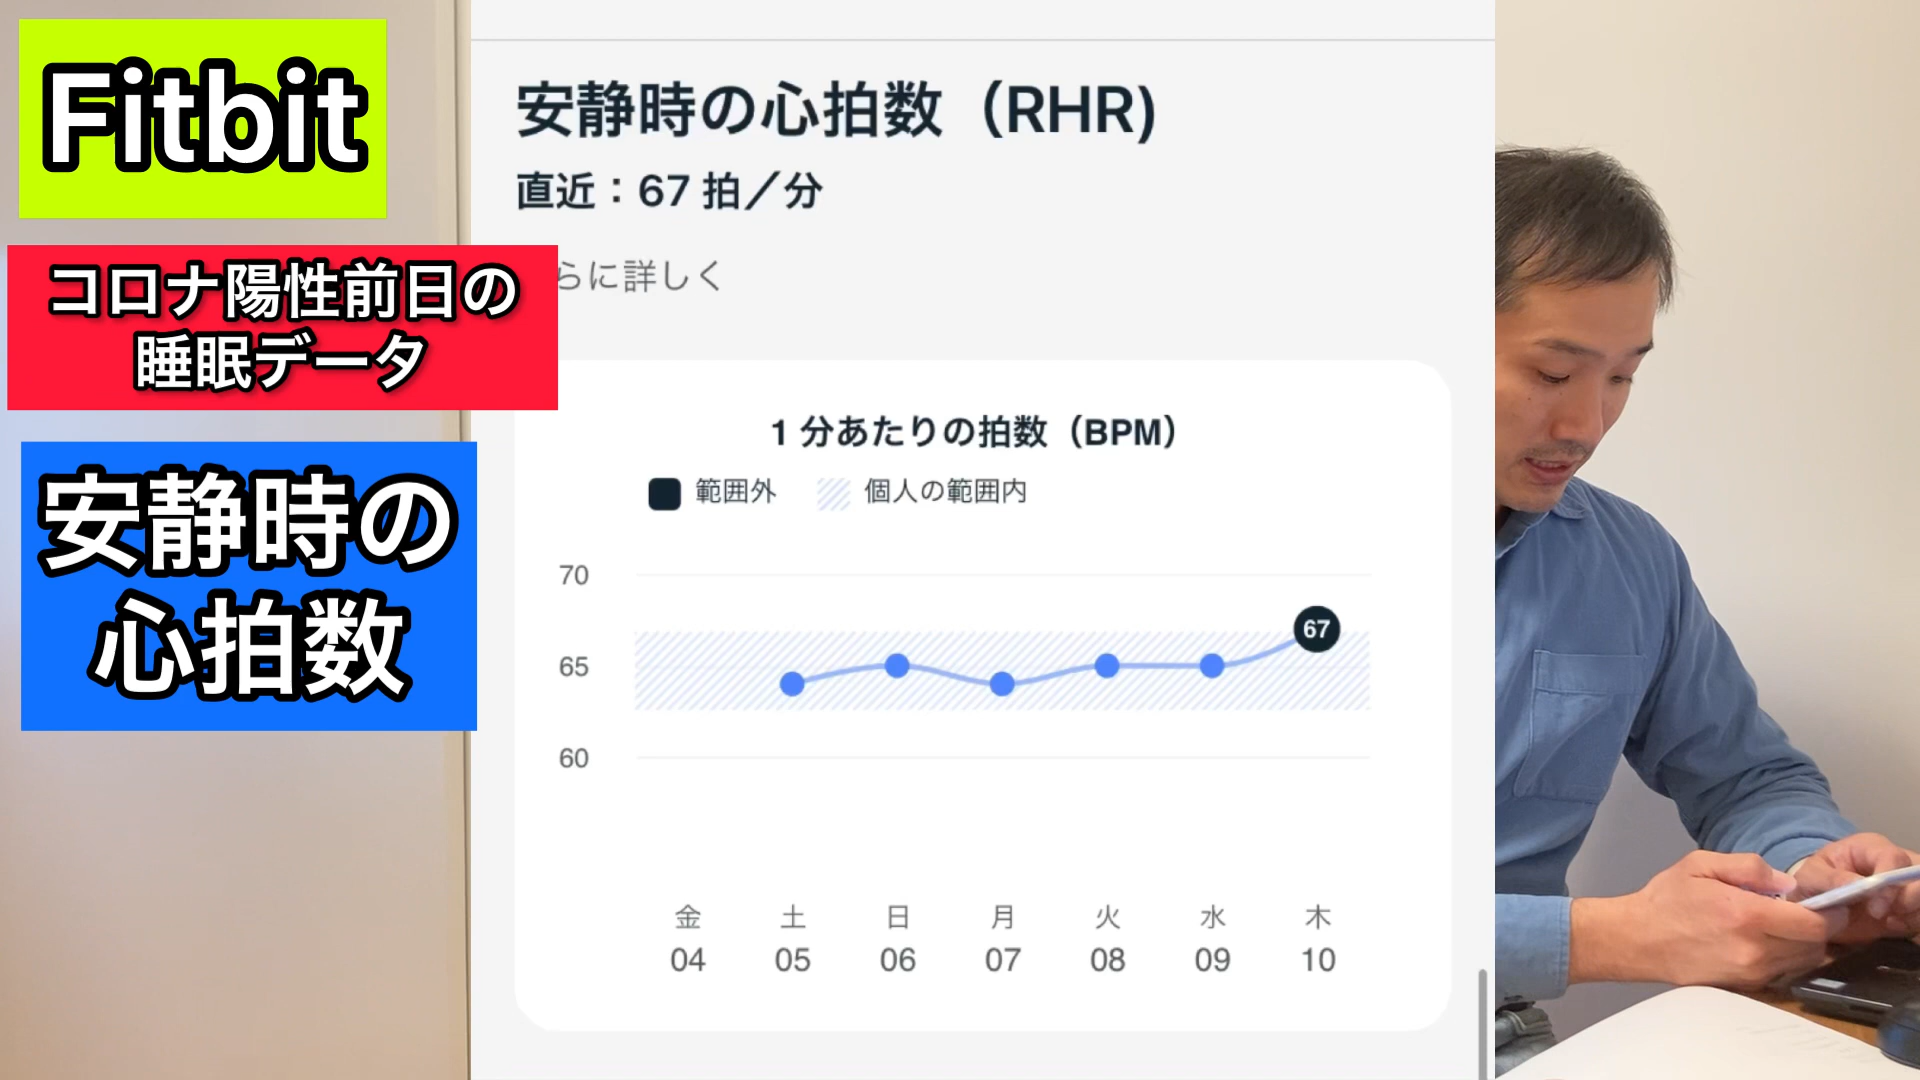 Fitbit
コロナ陽性前日の
睡眠データ
安静時の
心拍数
安静時の心拍数（RHR)
直近：67 拍／分
らに詳しく
1 分あたりの拍数（BPM）
範囲外
個人の範囲内
70
65
60
67
金 土 日 月 火 水 木
04 05 06 07 08 09 10